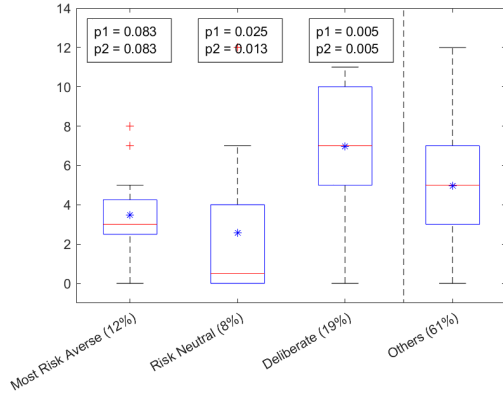 14
12
10
8
6
4
2
0
p1 = 0.083
p2 = 0.083
p1 = 0.025
p2 = 0.013
p1 = 0.005
p2 = 0.005
Most Risk Averse (12%)
Risk Neutral (8%)
Deliberate (19%)
Others (61%)